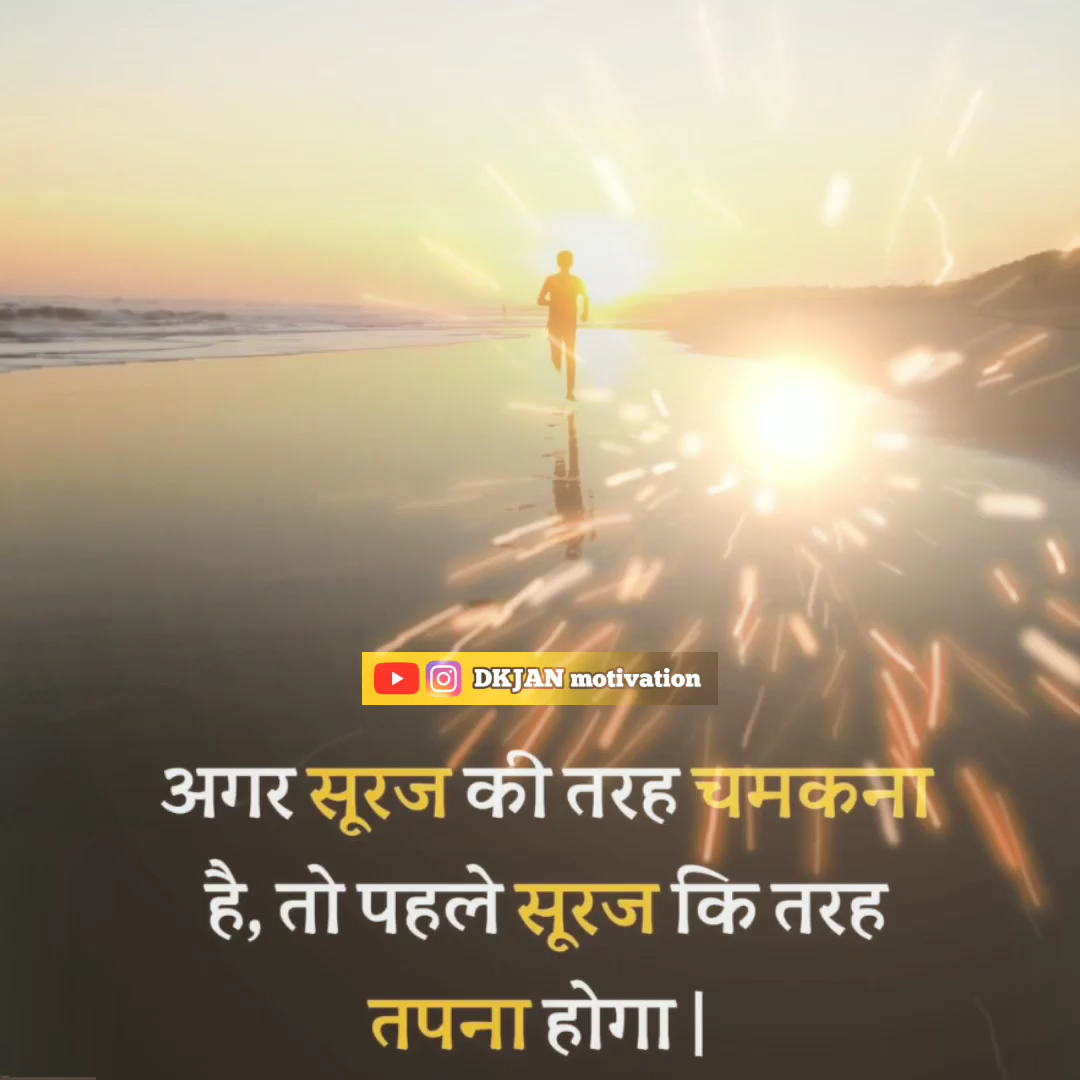 DKJAN motivation
अगर सूरज की तरह चमकना
है, तो पहले सूरज कि तरह
तपना होगा|